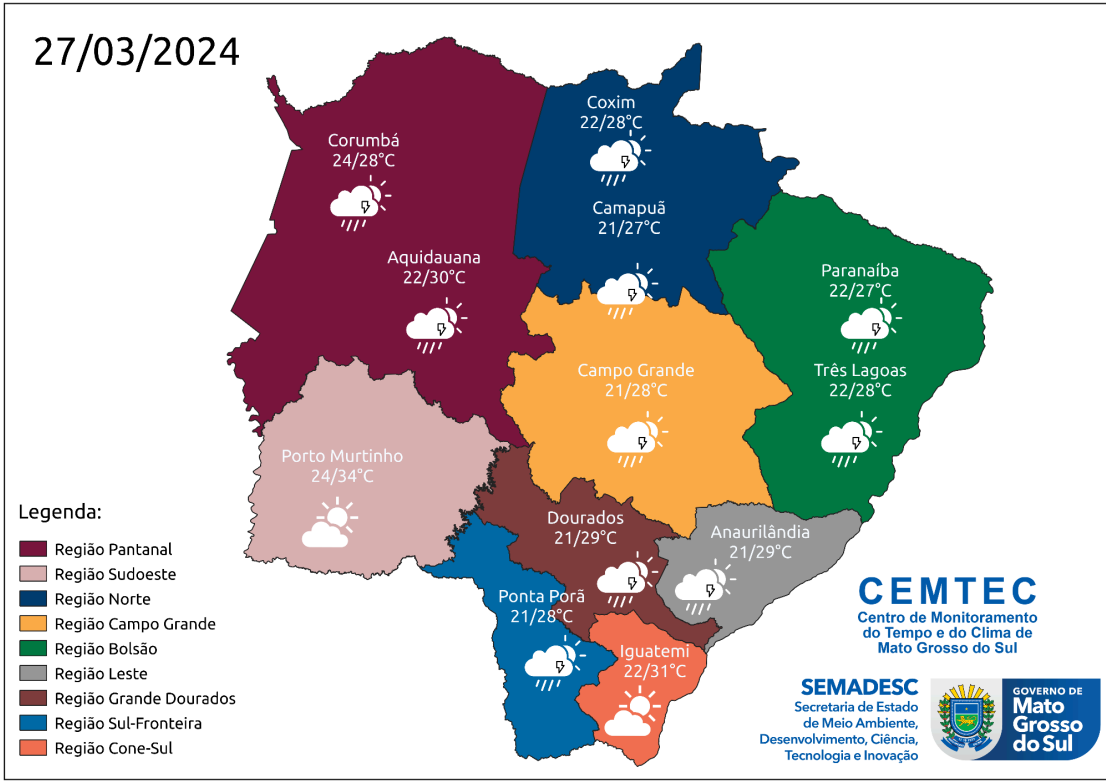 27/03/2024
Coxim
22/28°C
Corumbá
24/28°C
Camapuã
21/27°C
Aquidauana
22/30°C
Paranaíba
22/27°C
Campo Grande
21/28°C
Três Lagoas
22/28°C
Porto Murtinho
24/34°C
Dourados
21/29°C
Anaurilândia
21/29°C
Ponta Porã
21/28°C
Iguatemi
22/31°C
Legenda:
Região Pantanal
Região Sudoeste
Região Norte
Região Campo Grande
Região Bolsão
Região Leste
Região Grande Dourados
Região Sul-Fronteira
Região Cone-Sul
CEMTEC
Centro de Monitoramento
do Tempo e do Clima de
Mato Grosso do Sul
SEMADESC
Secretaria de Estado
de Meio Ambiente,
Desenvolvimento, Ciência,
Tecnologia e Inovação
GOVERNO DE
Mato
Grosso
do Sul